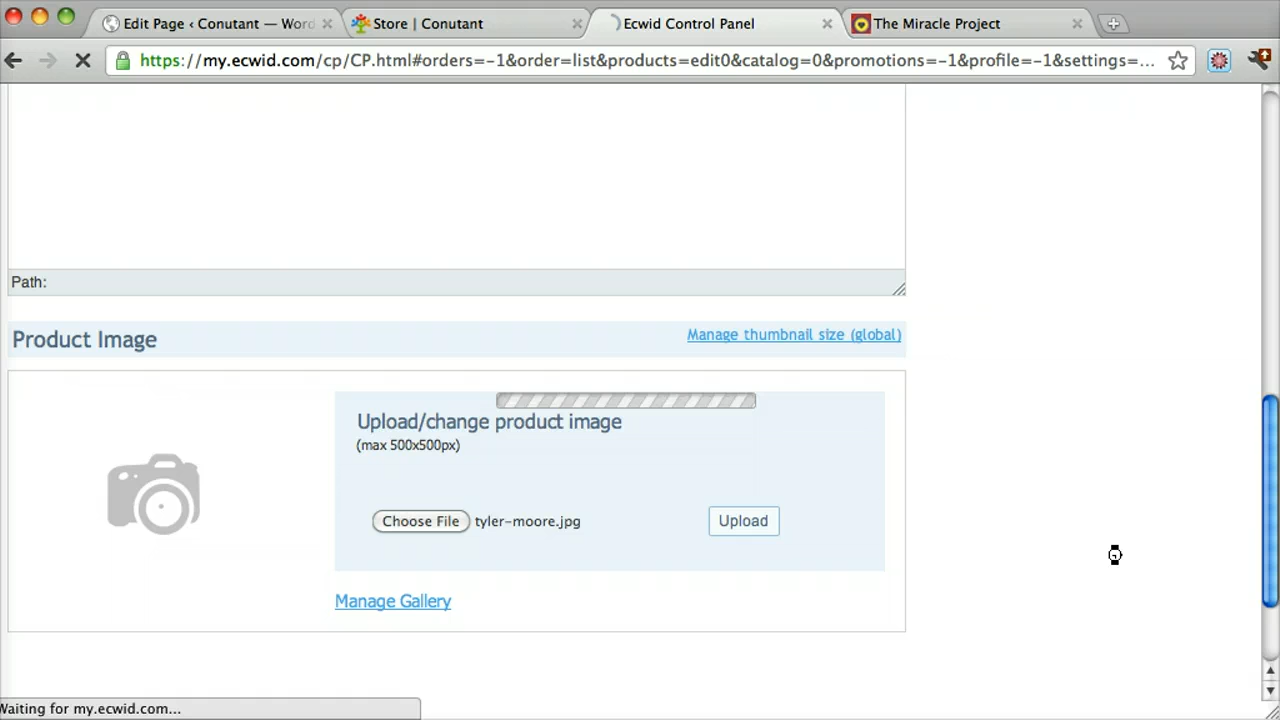 Edit Page ‹ Conutant — Word
Store | Conutant
Ecwid Control Panel
The Miracle Project
https://my.ecwid.com/cp/CP.html#orders=-1&order=list&products=edit0&catalog=0&promotions=-1&profile=-1&settings=...
Path:
Product Image
Manage thumbnail size (global)
Upload/change product image
(max 500x500px)
Choose File tyler-moore.jpg
Upload
Manage Gallery
Waiting for my.ecwid.com...